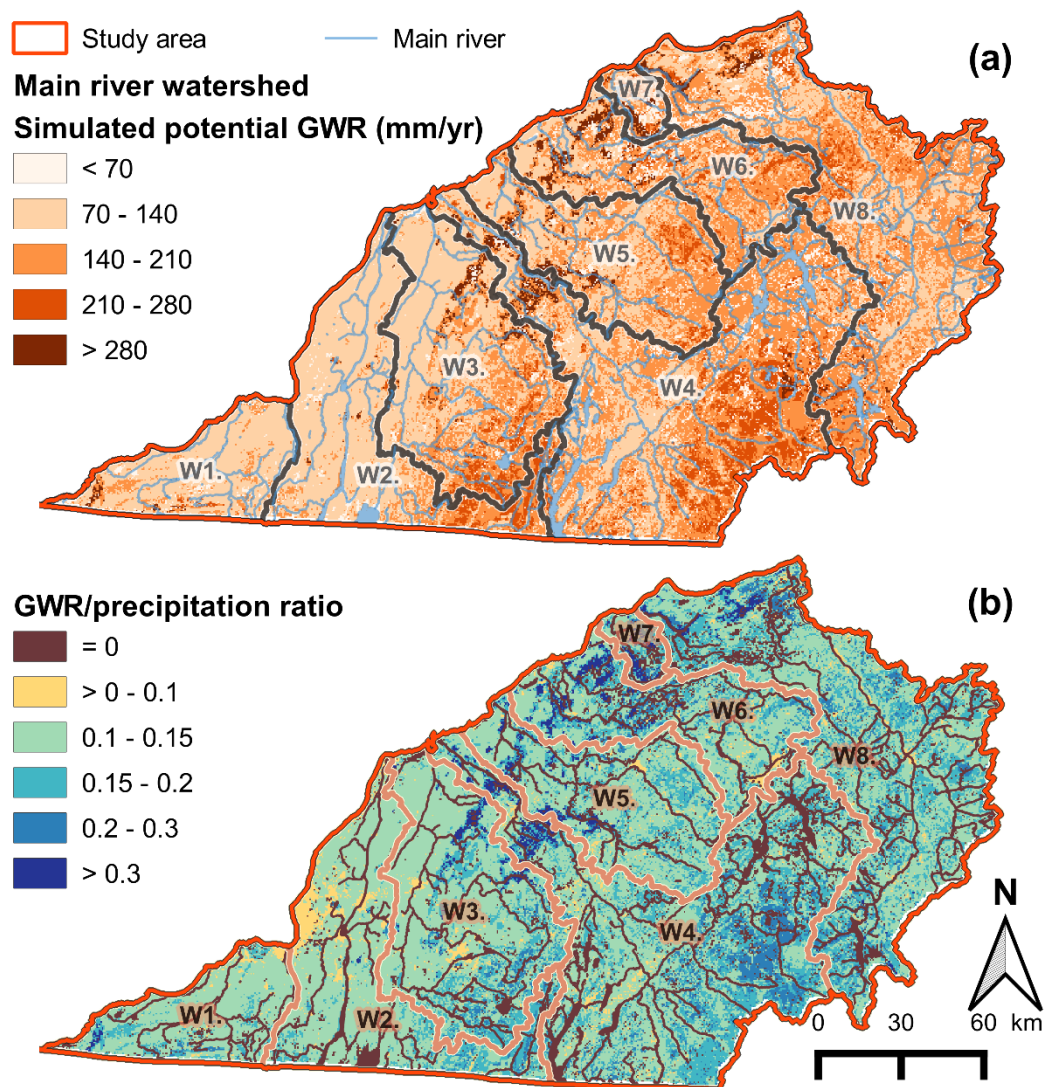 Study area
Main river
(a)
Main river watershed
Simulated potential GWR (mm/yr)
< 70
70 - 140
140 - 210
210 - 280
> 280
W7.
W6.
W8.
W5.
W3.
W4.
W1.
W2.
(b)
GWR/precipitation ratio
= 0
> 0 - 0.1
0.1 - 0.15
0.15 - 0.2
0.2 - 0.3
> 0.3
W7.
W6.
W8.
W5.
W3.
W4.
W1.
W2.
N
0 30 60 km